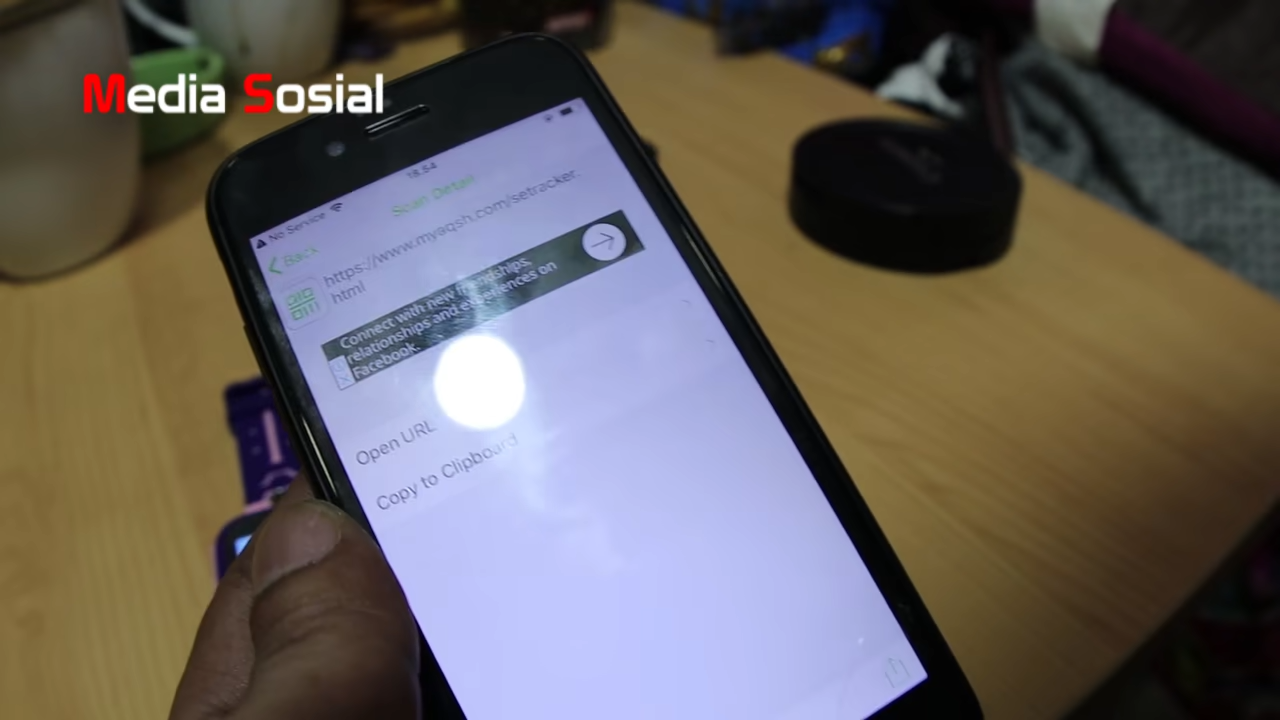 Media Sosial
No Service
18.54
Back
Scan Detail
https://www.myaqsh.com/setracker.
html
Connect with new friendships,
relationships and experiences on
Facebook.
Open URL
Copy to Clipboard